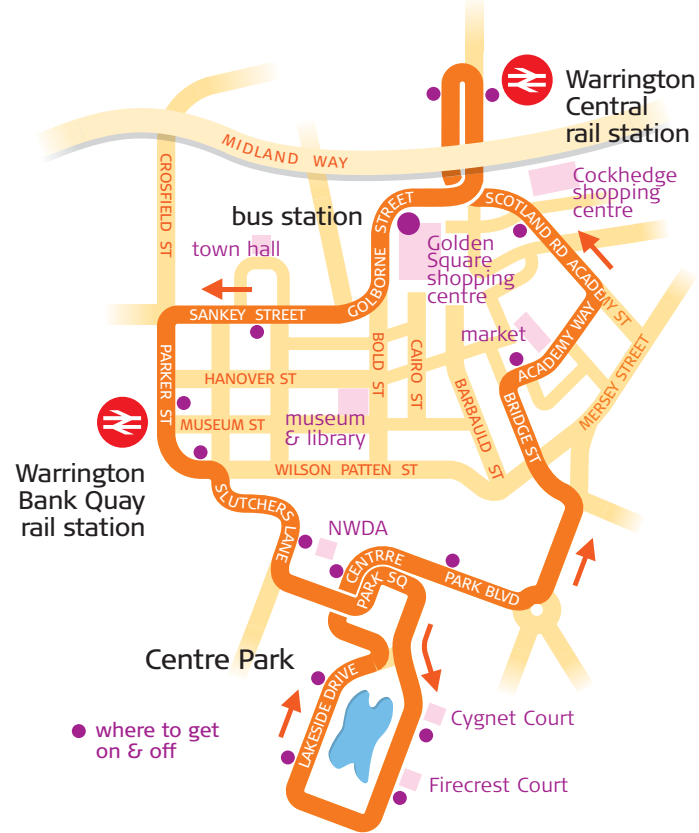 Warrington
Central
rail station
MIDLAND WAY
CROSFIELD ST
Cockhedge
shopping
centre
bus station
GOLBORNE STREET
SCOTLAND RD
ACADEMY ST
town hall
Golden
Square
shopping
centre
SANKEY STREET
market
ACADEMY WAY
PARKER ST
BOLD ST
CAIRO ST
MERSEY STREET
HANOVER ST
BARBAULD ST
BRIDGE ST
MUSEUM ST
museum
& library
WILSON PATTEN ST
Warrington
Bank Quay
rail station
SLUTCHERS LANE
NWDA
CENTRRE
PARK SQ
PARK BLVD
Centre Park
LAKESIDE DRIVE
where to get
on & off
Cygnet Court
Firecrest Court